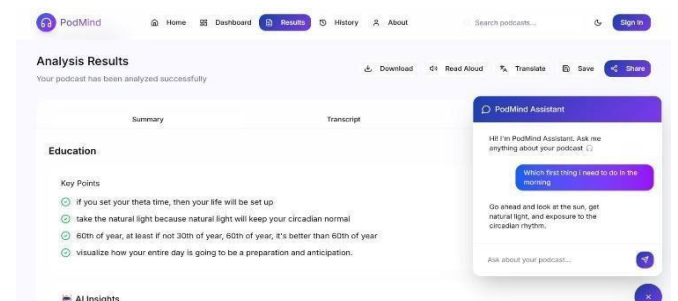 PodMind
Home Dashboard Results History About Search podcasts... Sign In
Analysis Results
Your podcast has been analyzed successfully
Download Read Aloud Translate Save Share
Summary Transcript
Education
Key Points
if you set your theta time, then your life will be set up
take the natural light because natural light will keep your circadian normal
60th of year, at least if not 30th of year, 60th of year, it's better than 60th of year
visualize how your entire day is going to be a preparation and anticipation.
AI Insights
PodMind Assistant
Hi! I'm PodMind Assistant. Ask me
anything about your podcast
Which first thing I need to do in the
morning
Go ahead and look at the sun, get
natural light, and exposure to the
circadian rhythm.
Ask about your podcast...